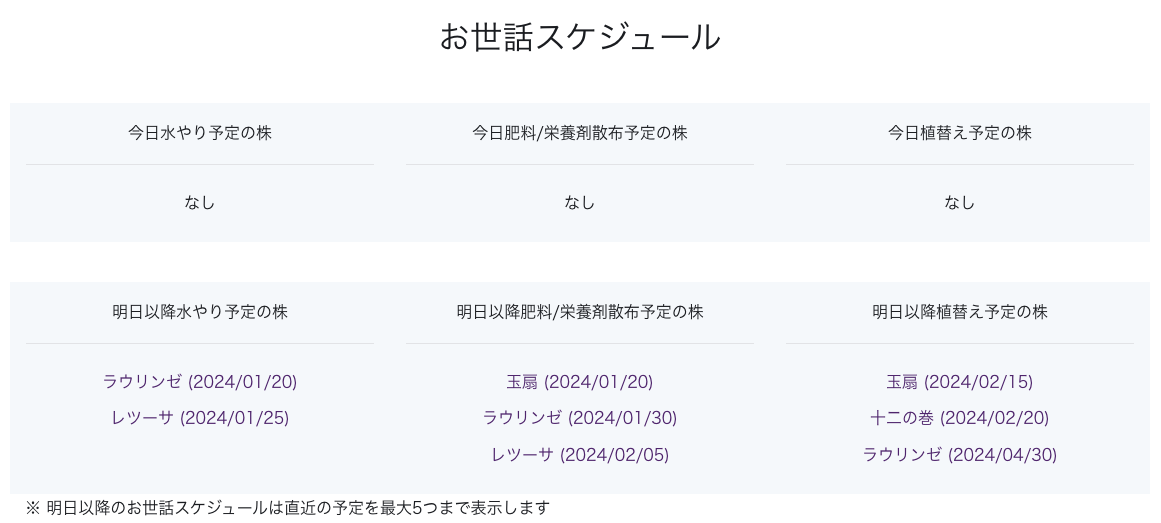 お世話スケジュール
今日水やり予定の株
今日肥料/栄養剤散布予定の株
今日植替え予定の株
なし
なし
なし
明日以降水やり予定の株
明日以降肥料/栄養剤散布予定の株
明日以降植替え予定の株
ラウリンゼ (2024/01/20)
玉扇 (2024/01/20)
玉扇 (2024/02/15)
レツーサ (2024/01/25)
ラウリンゼ (2024/01/30)
十二の巻 (2024/02/20)
レツーサ (2024/02/05)
ラウリンゼ (2024/04/30)
※ 明日以降のお世話スケジュールは直近の予定を最大5つまで表示します